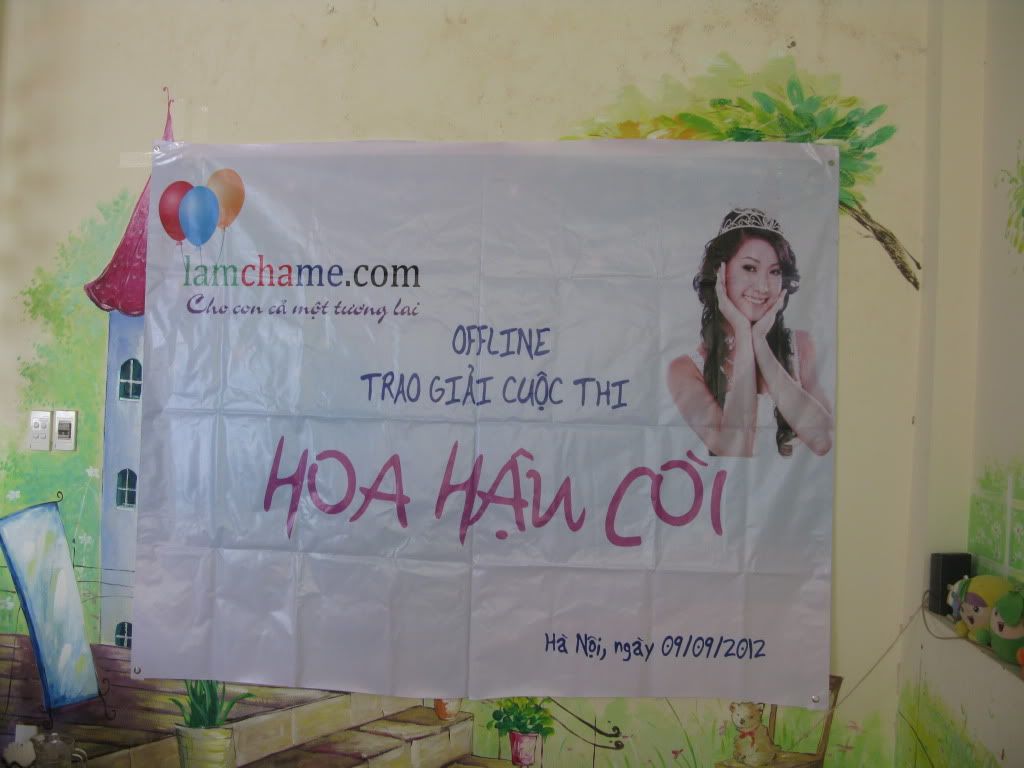 lamchame.com
Cho con cả một tương lai
OFFLINE
TRAO GIẢI CUỘC THI
HOA HẬU CÒI
Hà Nội, ngày 09/09/2012